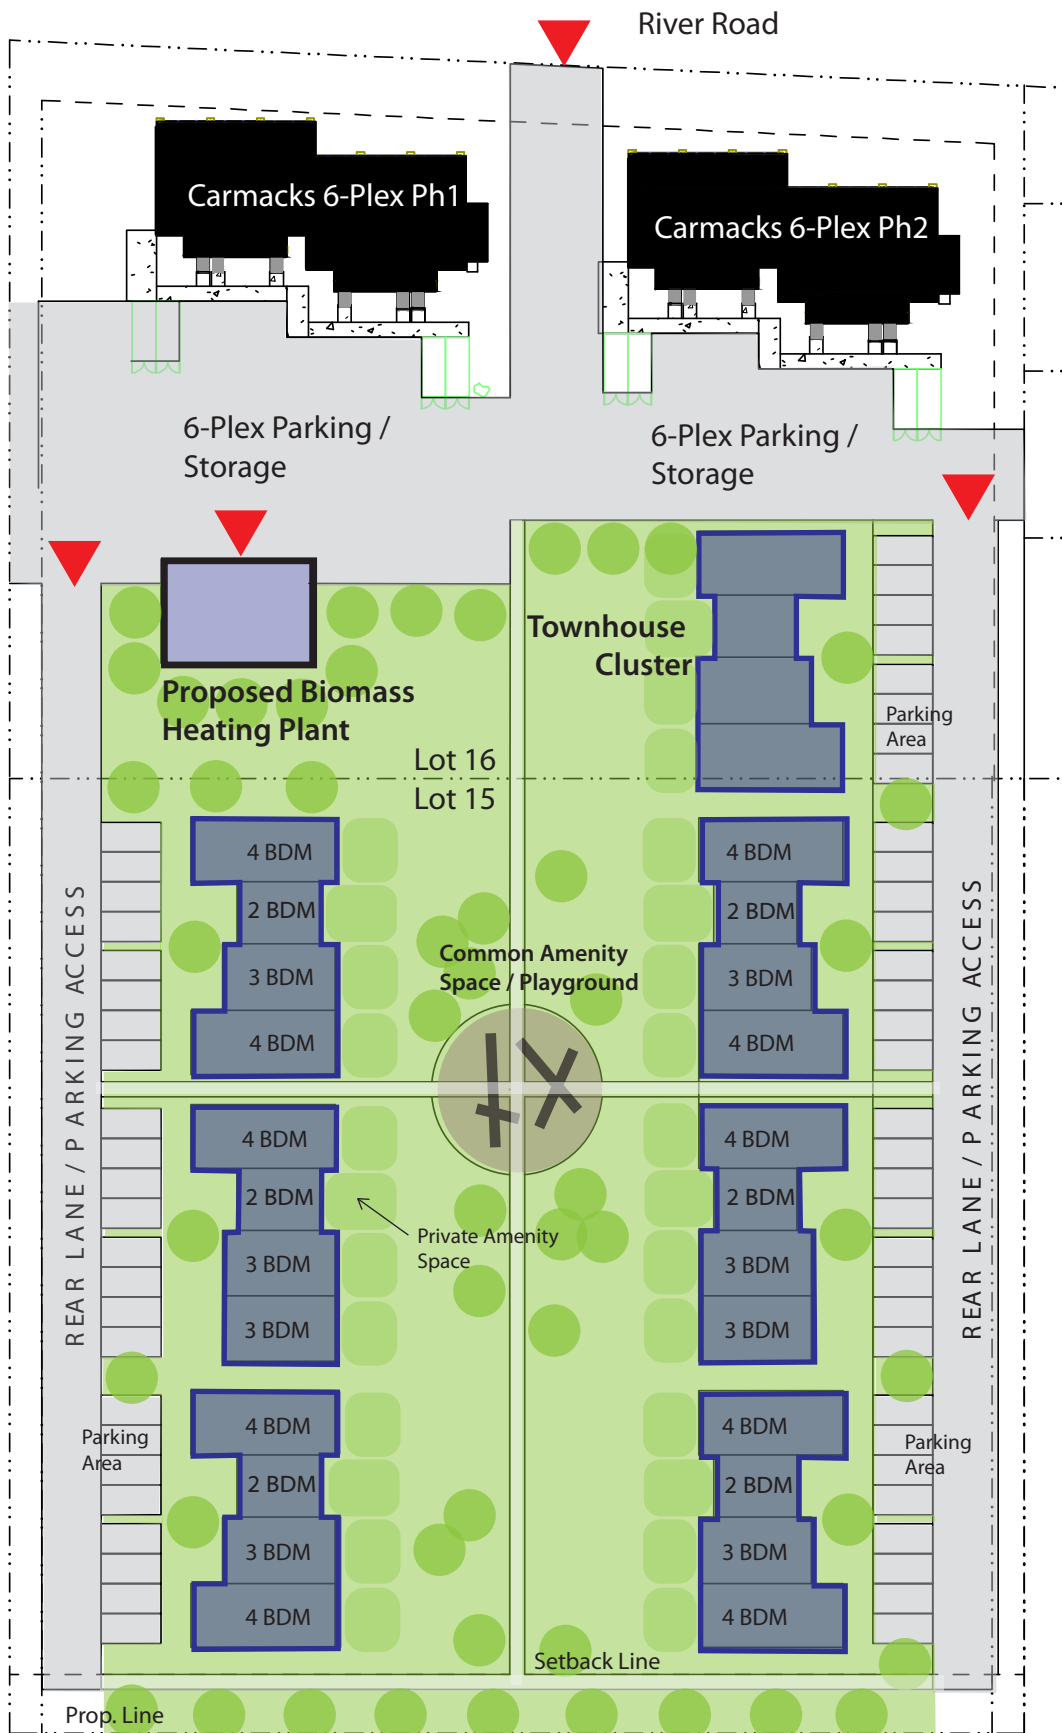 River Road
Carmacks 6-Plex Ph1
Carmacks 6-Plex Ph2
6-Plex Parking /
Storage
6-Plex Parking /
Storage
Townhouse
Cluster
Proposed Biomass
Heating Plant
Parking
Area
Lot 16
Lot 15
4 BDM
2 BDM
3 BDM
4 BDM
4 BDM
2 BDM
3 BDM
4 BDM
Common Amenity
Space / Playground
REAR LANE / PARKING ACCESS
REAR LANE / PARKING ACCESS
4 BDM
2 BDM
3 BDM
3 BDM
Private Amenity
Space
4 BDM
2 BDM
3 BDM
3 BDM
Parking
Area
4 BDM
2 BDM
3 BDM
4 BDM
4 BDM
2 BDM
3 BDM
4 BDM
Parking
Area
Setback Line
Prop. Line